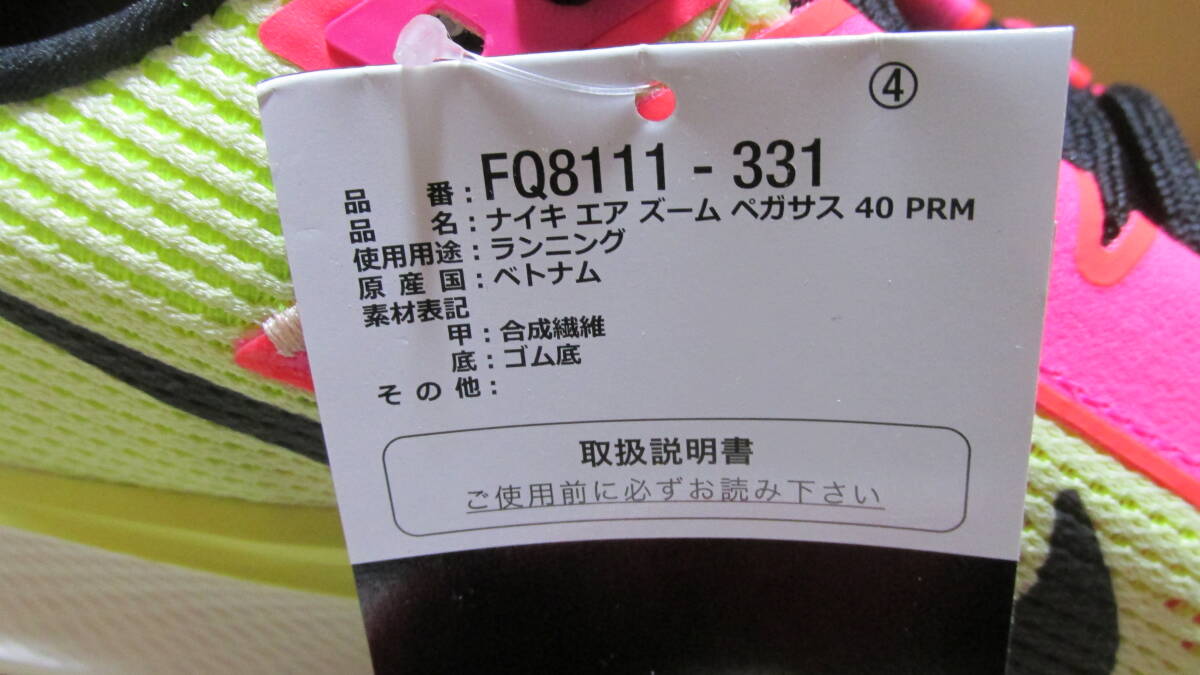 ④
品番：FQ8111 - 331
品名：ナイキ エア ズーム ペガサス 40 PRM
使用用途：ランニング
原産国：ベトナム
素材表記
甲：合成繊維
底：ゴム底
その他：
取扱説明書
ご使用前に必ずお読み下さい